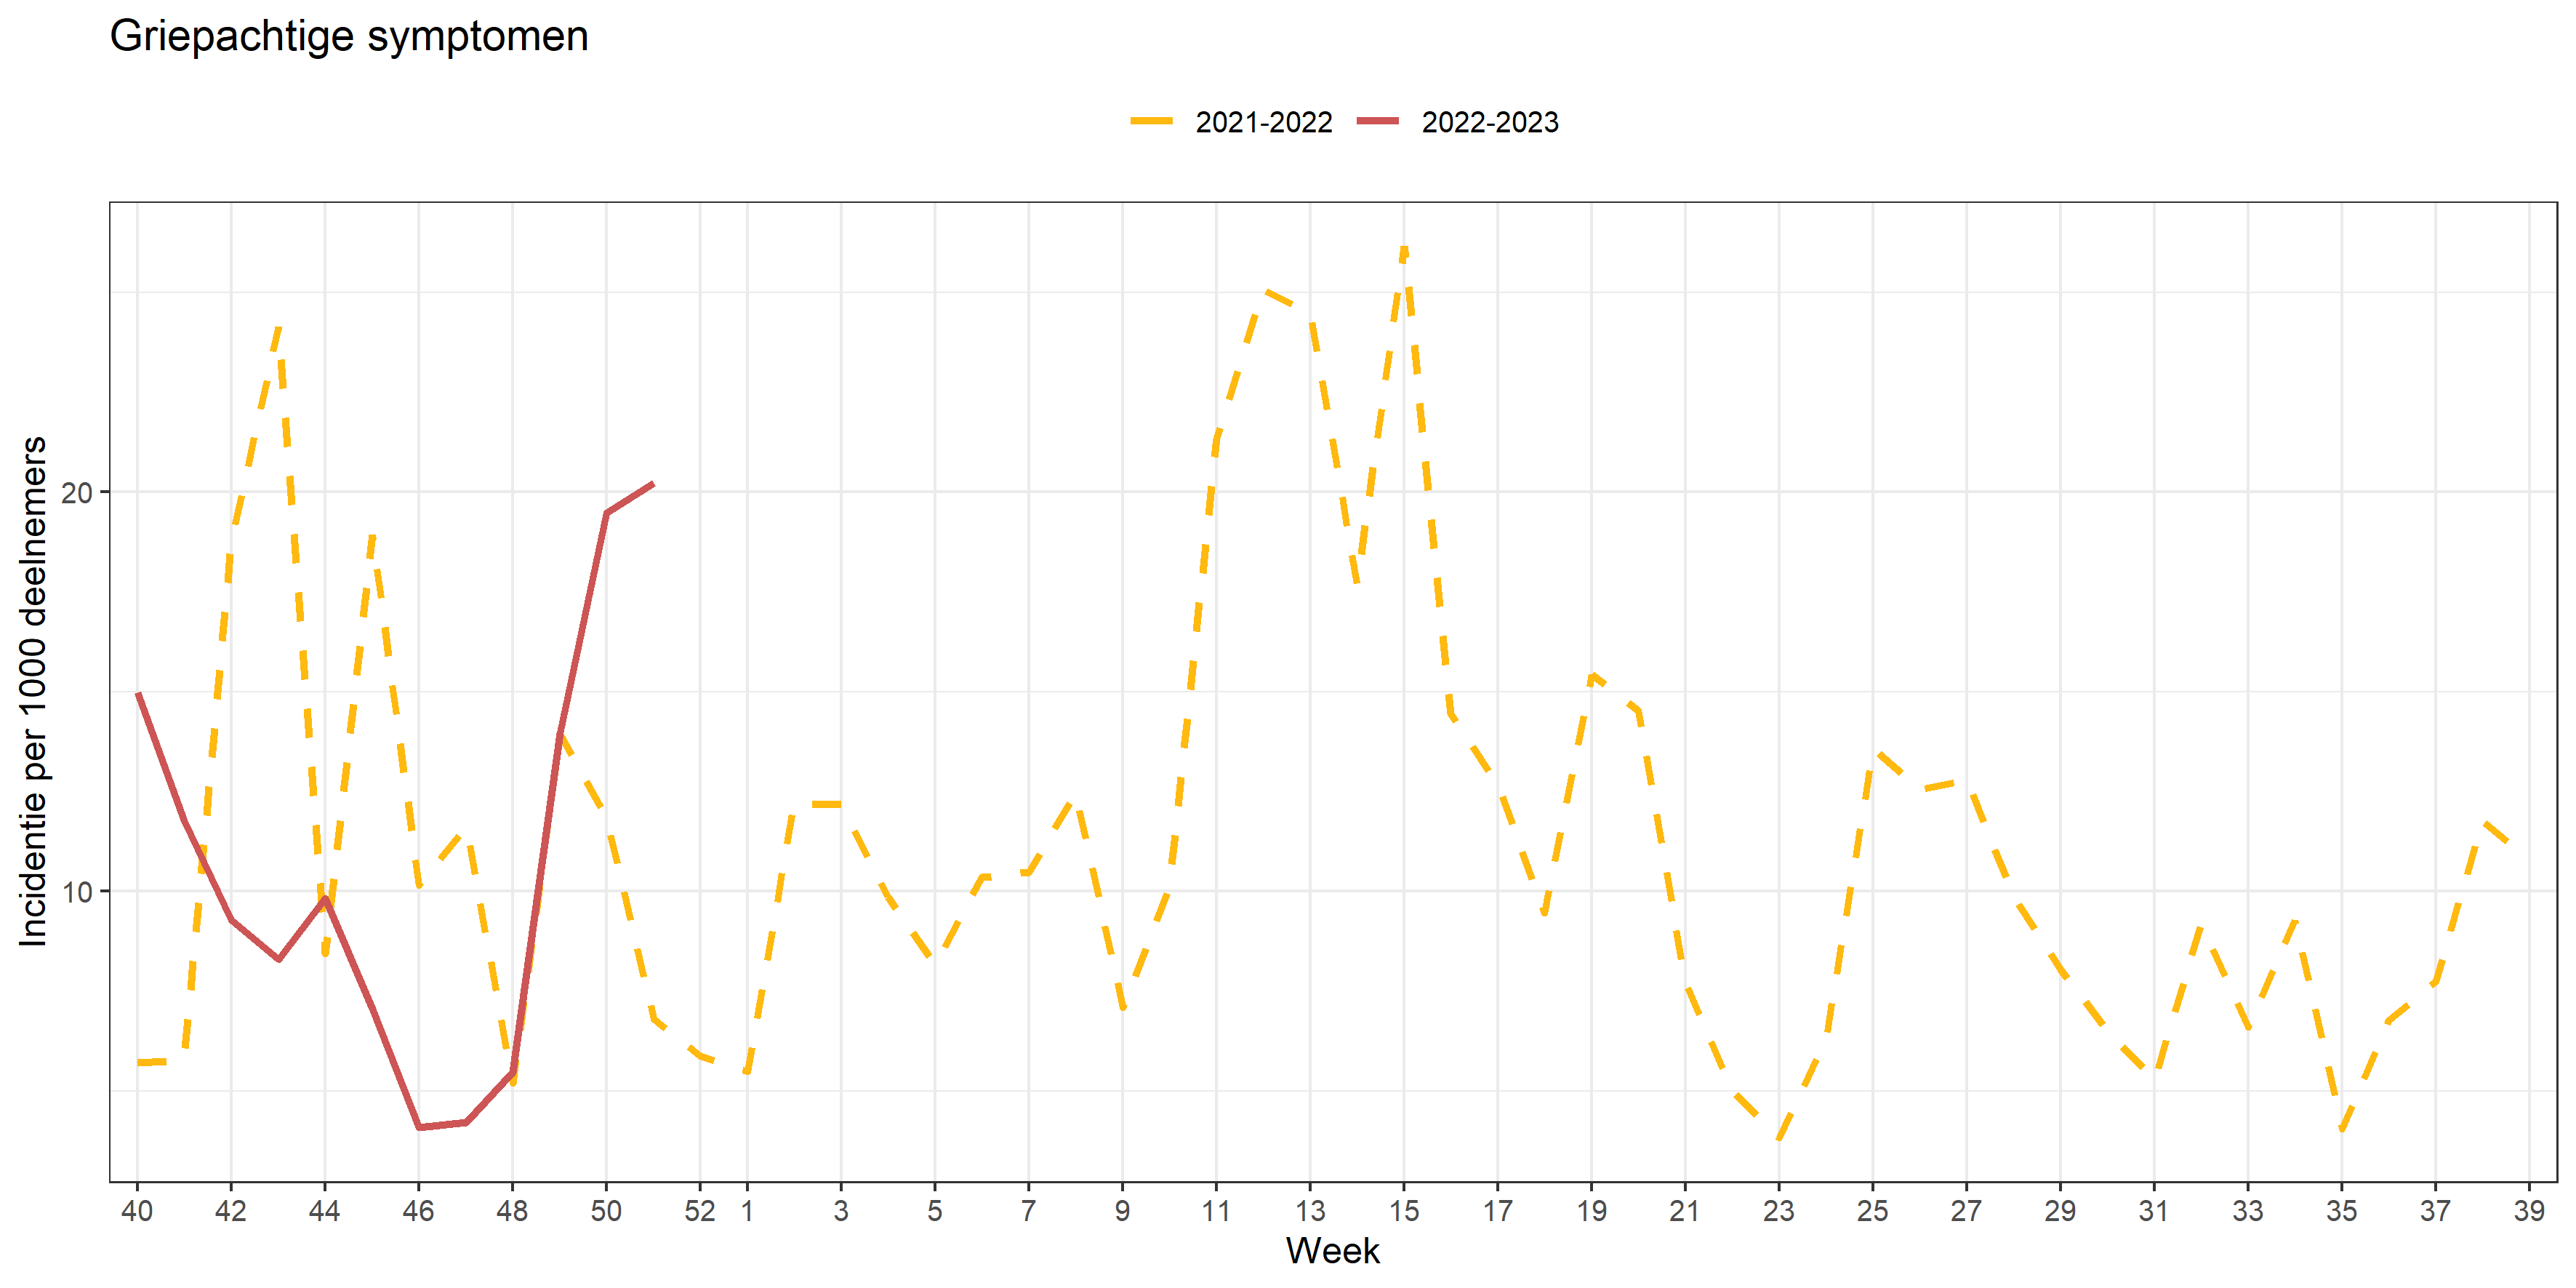 Griepachtige symptomen
2021-2022 2022-2023
Incidentie per 1000 deelnemers
20
10
40 42 44 46 48 50 52 1 3 5 7 9 11 13 15 17 19 21 23 25 27 29 31 33 35 37 39
Week